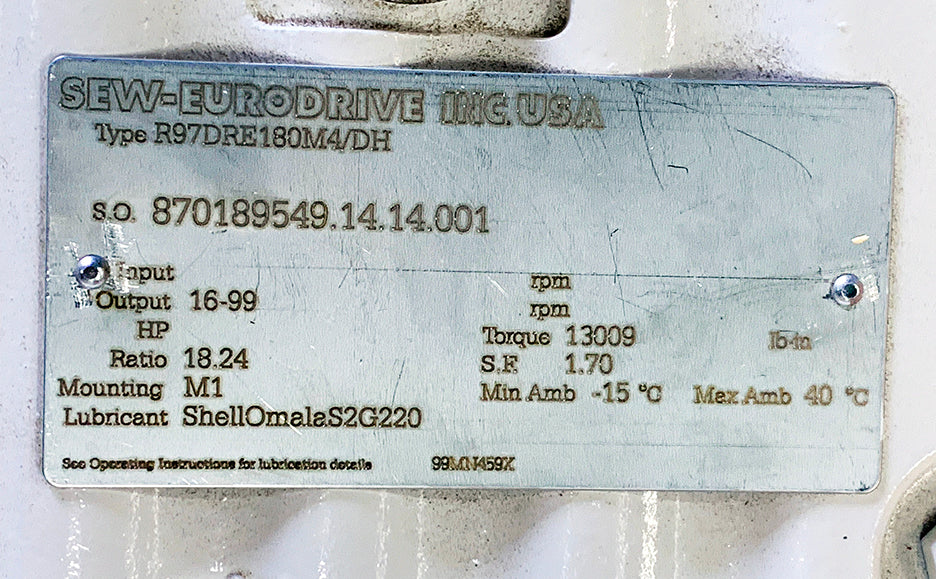 SEW-EURODRIVE INC. USA
Type R97DRE180M4/DH
S.O. 870189549.14.14.001
Input rpm
Output 16-99 rpm
HP Torque 13009 lb-in
Ratio 18.24 S.F. 1.70
Mounting M1 Min Amb -15 °C Max Amb 40 °C
Lubricant ShellOmalaS2G220
See Operating Instructions for lubrication details 99MN459X